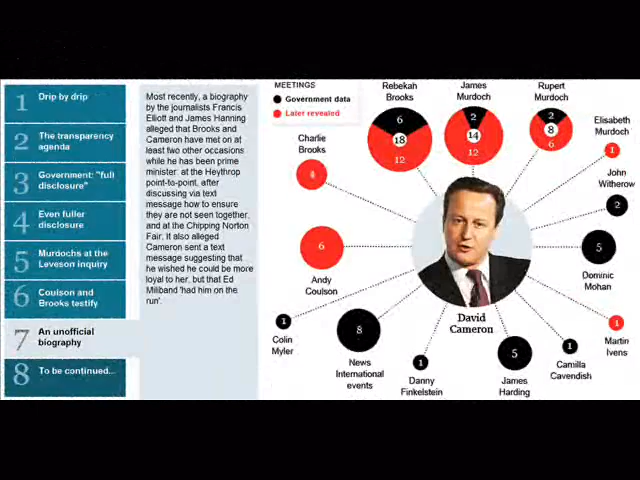 1 Drip by drip
2 The transparency
agenda
3 Government: "full
disclosure"
4 Even fuller
disclosure
5 Murdochs at the
Leveson inquiry
6 Coulson and
Brooks testify
7 An unofficial
biography
8 To be continued...
Most recently, a biography
by the journalists Francis
Elliott and James Hanning
alleged that Brooks and
Cameron have met on at
least two other occasions
while he has been prime
minister: at the Heythrop
point-to-point, after
discussing via text
message how to ensure
they are not seen together,
and at the Chipping Norton
Fair. It also alleged
Cameron sent a text
message suggesting that
he wished he could be more
loyal to her, but that Ed
Miliband 'had him on the
run'.
MEETINGS
Government data
Later revealed
Rebekah
Brooks
6
18
12
James
Murdoch
2
14
12
Rupert
Murdoch
2
8
6
Elisabeth
Murdoch
1
John
Witherow
2
Dominic
Mohan
5
Martin
Ivens
1
Camilla
Cavendish
1
James
Harding
5
Danny
Finkelstein
1
News
International
events
8
Colin
Myler
1
Andy
Coulson
6
Charlie
Brooks
4
David
Cameron